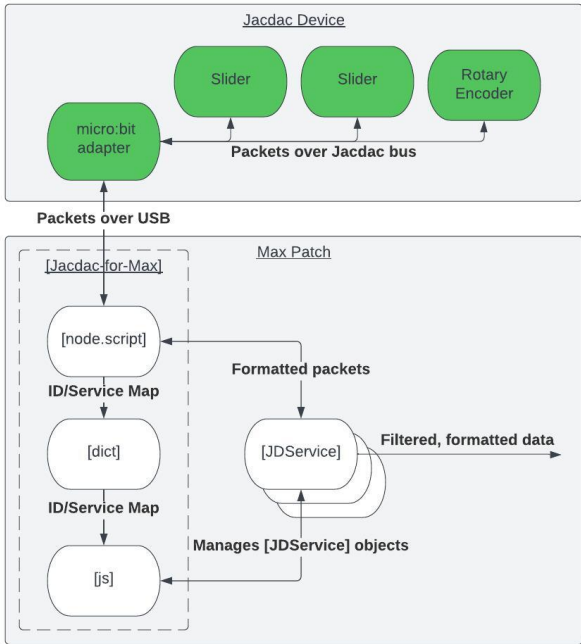 Jacdac Device
Slider
Slider
Rotary
Encoder
micro:bit
adapter
Packets over Jacdac bus
Packets over USB
Max Patch
[Jacdac-for-Max]
[node.script]
Formatted packets
ID/Service Map
[dict]
[JDService]
Filtered, formatted data
ID/Service Map
Manages [JDService] objects
[js]